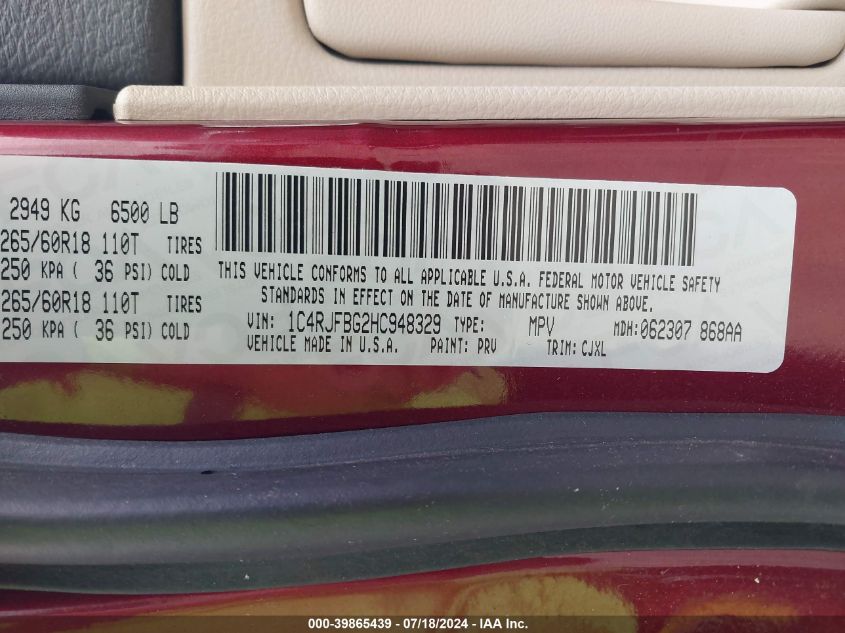 2949 KG 6500 LB
265/60R18 110T TIRES
250 KPA ( 36 PSI) COLD
265/60R18 110T TIRES
250 KPA ( 36 PSI) COLD
THIS VEHICLE CONFORMS TO ALL APPLICABLE U.S.A. FEDERAL MOTOR VEHICLE SAFETY
STANDARDS IN EFFECT ON THE DATE OF MANUFACTURE SHOWN ABOVE.
VIN: 1C4RJFBG2HC948329 TYPE: MPV MDH:062307 868AA
VEHICLE MADE IN U.S.A. PAINT: PRV TRIM: CJXL
000-39865439 - 07/18/2024 - IAA Inc.